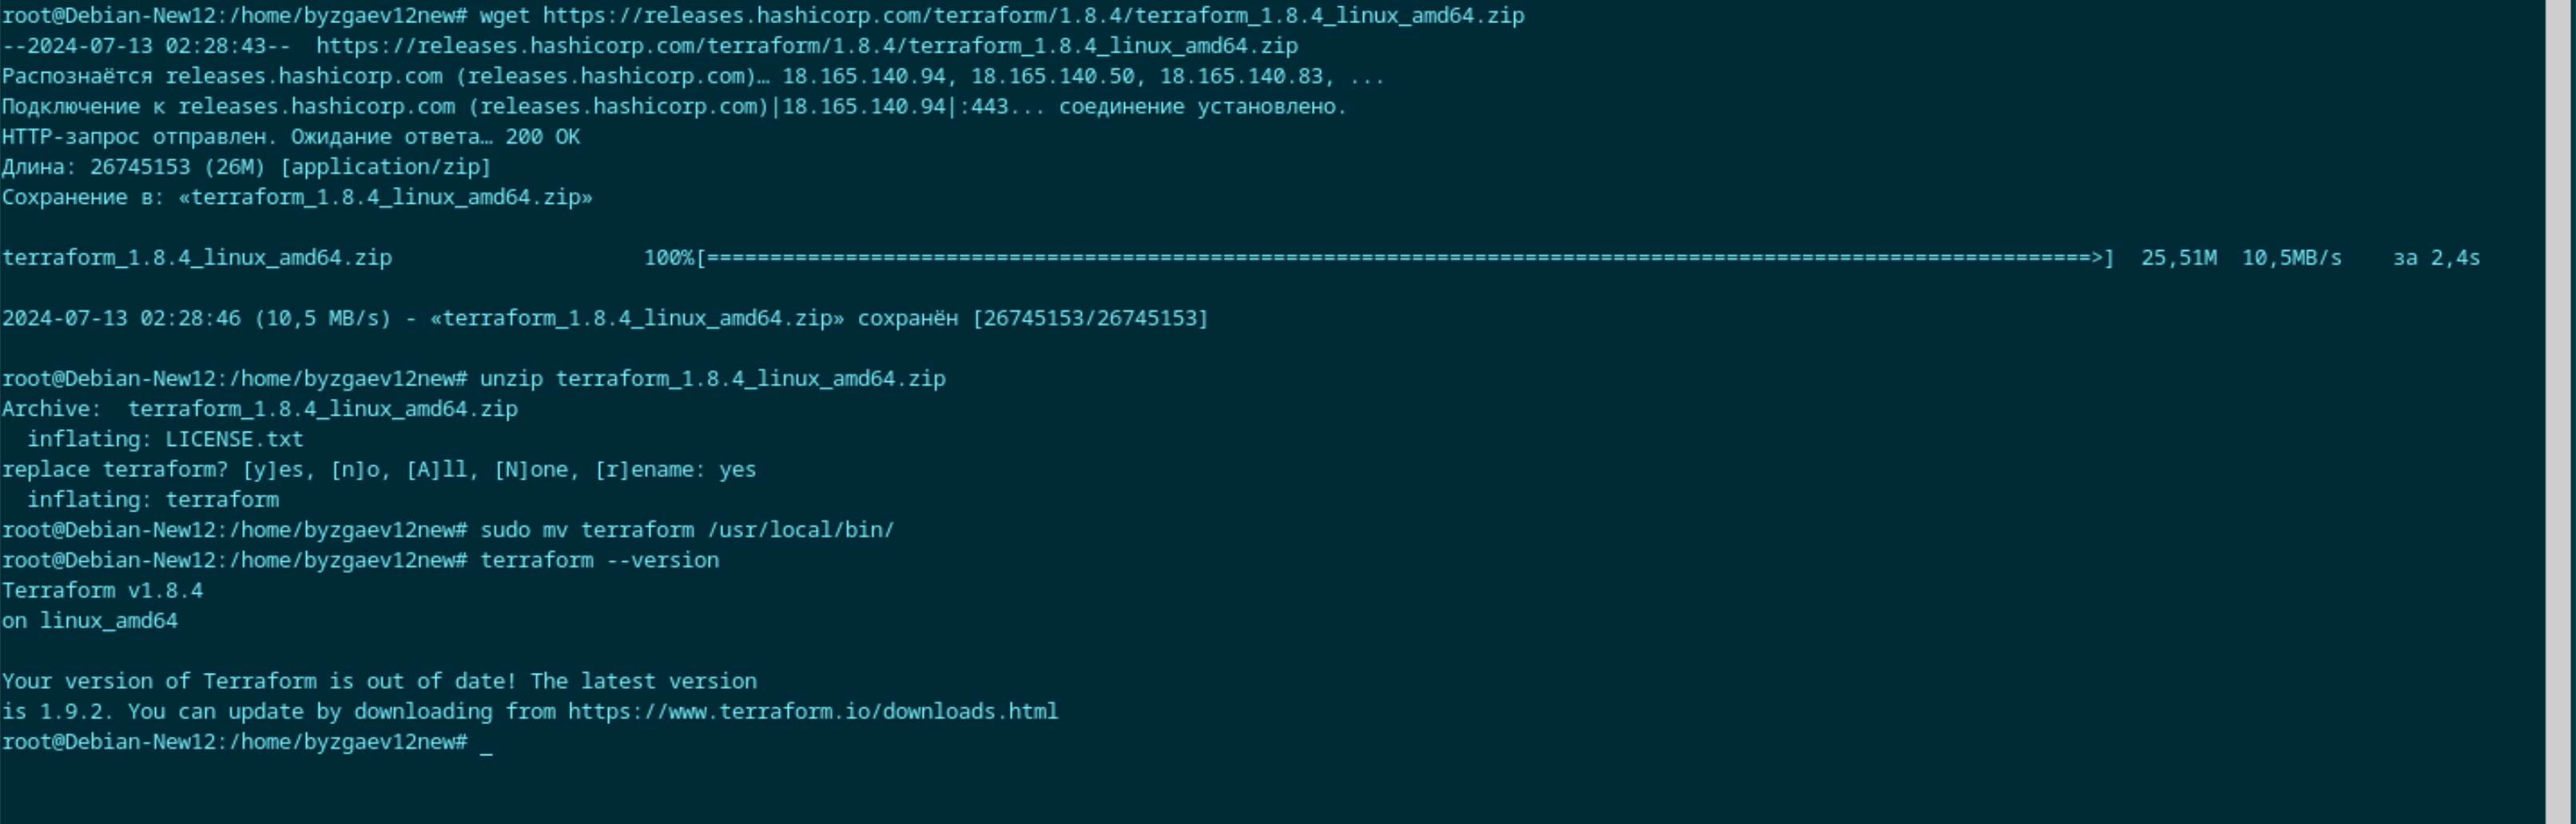 root@Debian-New12:/home/byzgaev12new# wget https://releases.hashicorp.com/terraform/1.8.4/terraform_1.8.4_linux_amd64.zip
--2024-07-13 02:28:43--  https://releases.hashicorp.com/terraform/1.8.4/terraform_1.8.4_linux_amd64.zip
Распознаётся releases.hashicorp.com (releases.hashicorp.com)… 18.165.140.94, 18.165.140.50, 18.165.140.83, ...
Подключение к releases.hashicorp.com (releases.hashicorp.com)|18.165.140.94|:443... соединение установлено.
HTTP-запрос отправлен. Ожидание ответа… 200 OK
Длина: 26745153 (26M) [application/zip]
Сохранение в: «terraform_1.8.4_linux_amd64.zip»
terraform_1.8.4_linux_amd64.zip                    100%[==============================================================================================================>]  25,51M  10,5MB/s    за 2,4s
2024-07-13 02:28:46 (10,5 MB/s) - «terraform_1.8.4_linux_amd64.zip» сохранён [26745153/26745153]
root@Debian-New12:/home/byzgaev12new# unzip terraform_1.8.4_linux_amd64.zip
Archive:  terraform_1.8.4_linux_amd64.zip
  inflating: LICENSE.txt
replace terraform? [y]es, [n]o, [A]ll, [N]one, [r]ename: yes
  inflating: terraform
root@Debian-New12:/home/byzgaev12new# sudo mv terraform /usr/local/bin/
root@Debian-New12:/home/byzgaev12new# terraform --version
Terraform v1.8.4
on linux_amd64
Your version of Terraform is out of date! The latest version
is 1.9.2. You can update by downloading from https://www.terraform.io/downloads.html
root@Debian-New12:/home/byzgaev12new# _